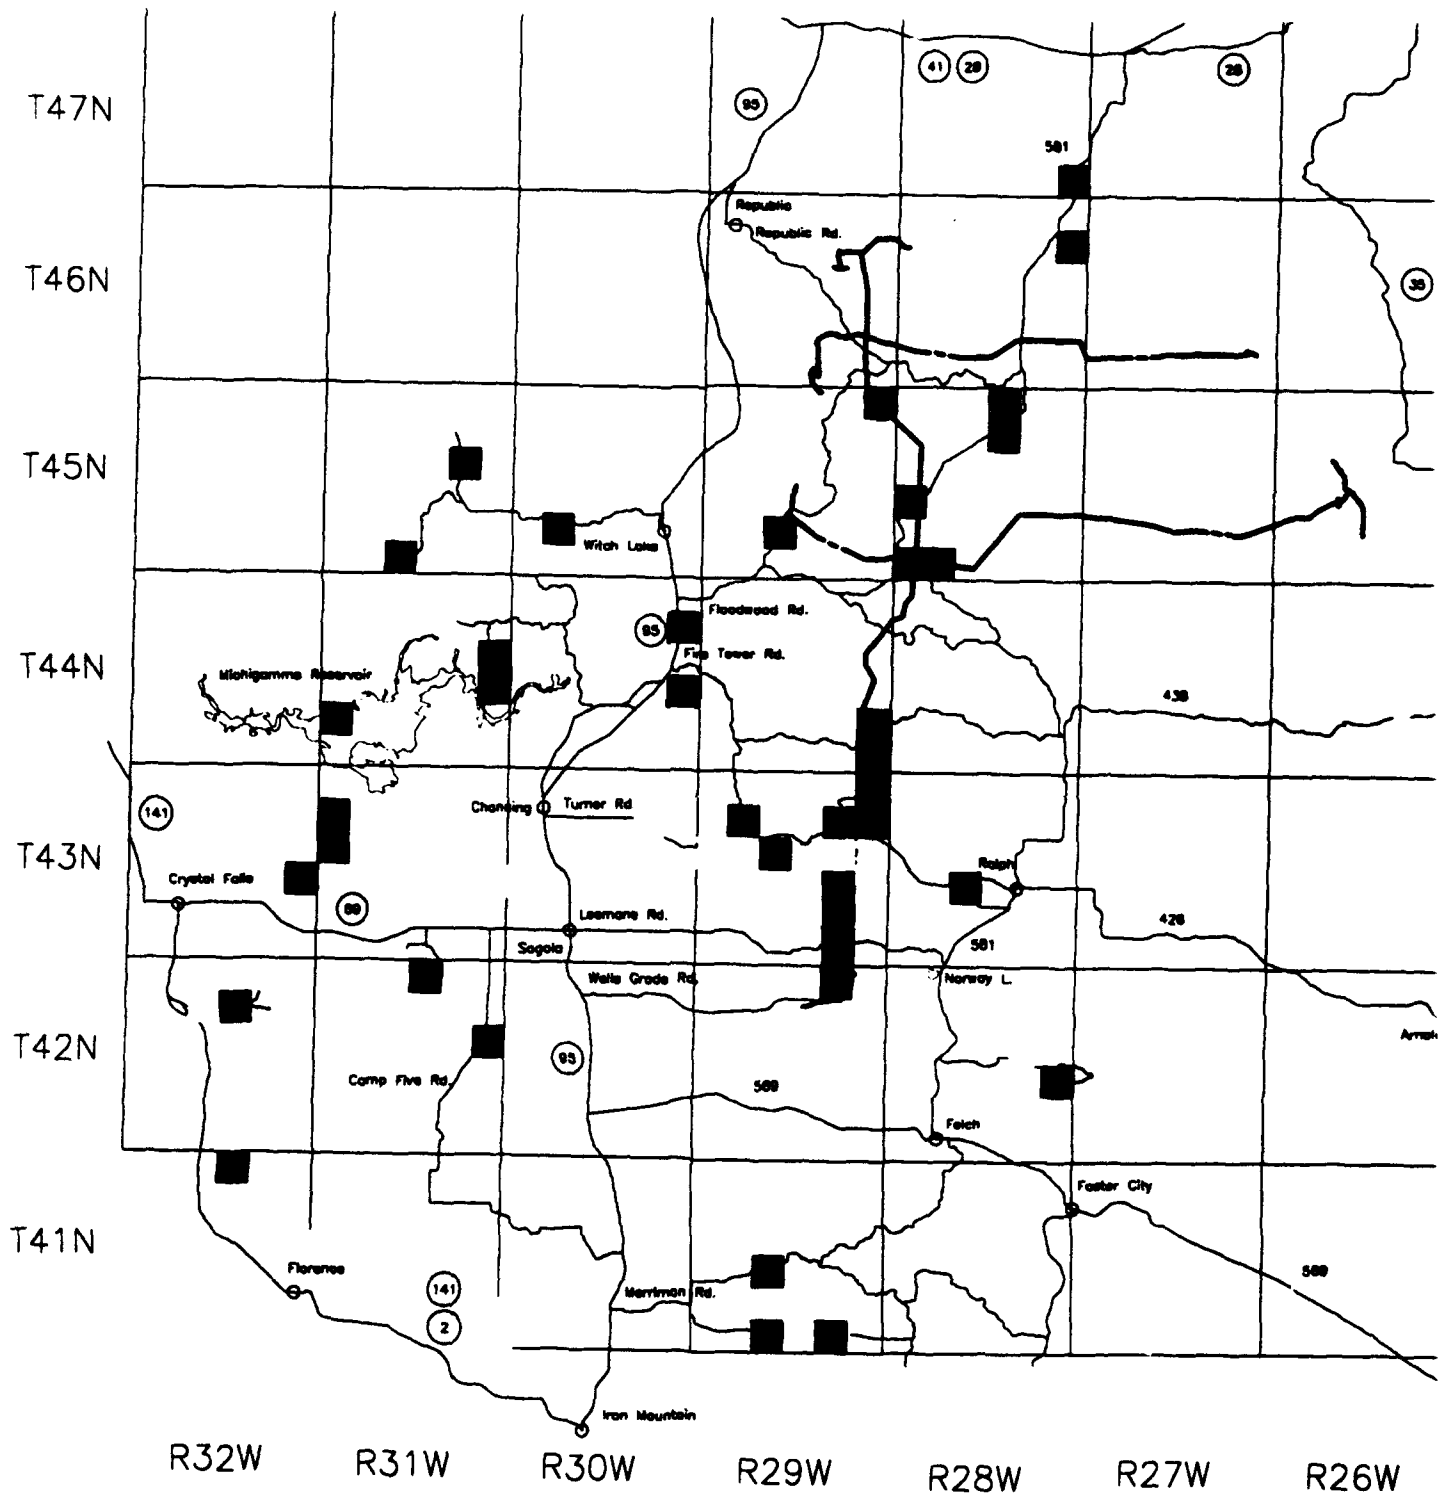 41 28
28
95
T47N
581
Republic
Republic Rd.
T46N
35
T45N
Witch Lake
Floodwood Rd.
95
Fire Tower Rd.
T44N
Michigamme Reservoir
438
Channing
Turner Rd
141
T43N
Ralph
Crystal Falls
69
Leemans Rd.
426
Sagola
581
Wells Grade Rd.
Norway L.
T42N
95
Camp Five Rd.
569
Felch
Foster City
T41N
Florence
569
141
Merriman Rd.
2
Iron Mountain
R32W R31W R30W R29W R28W R27W R26W